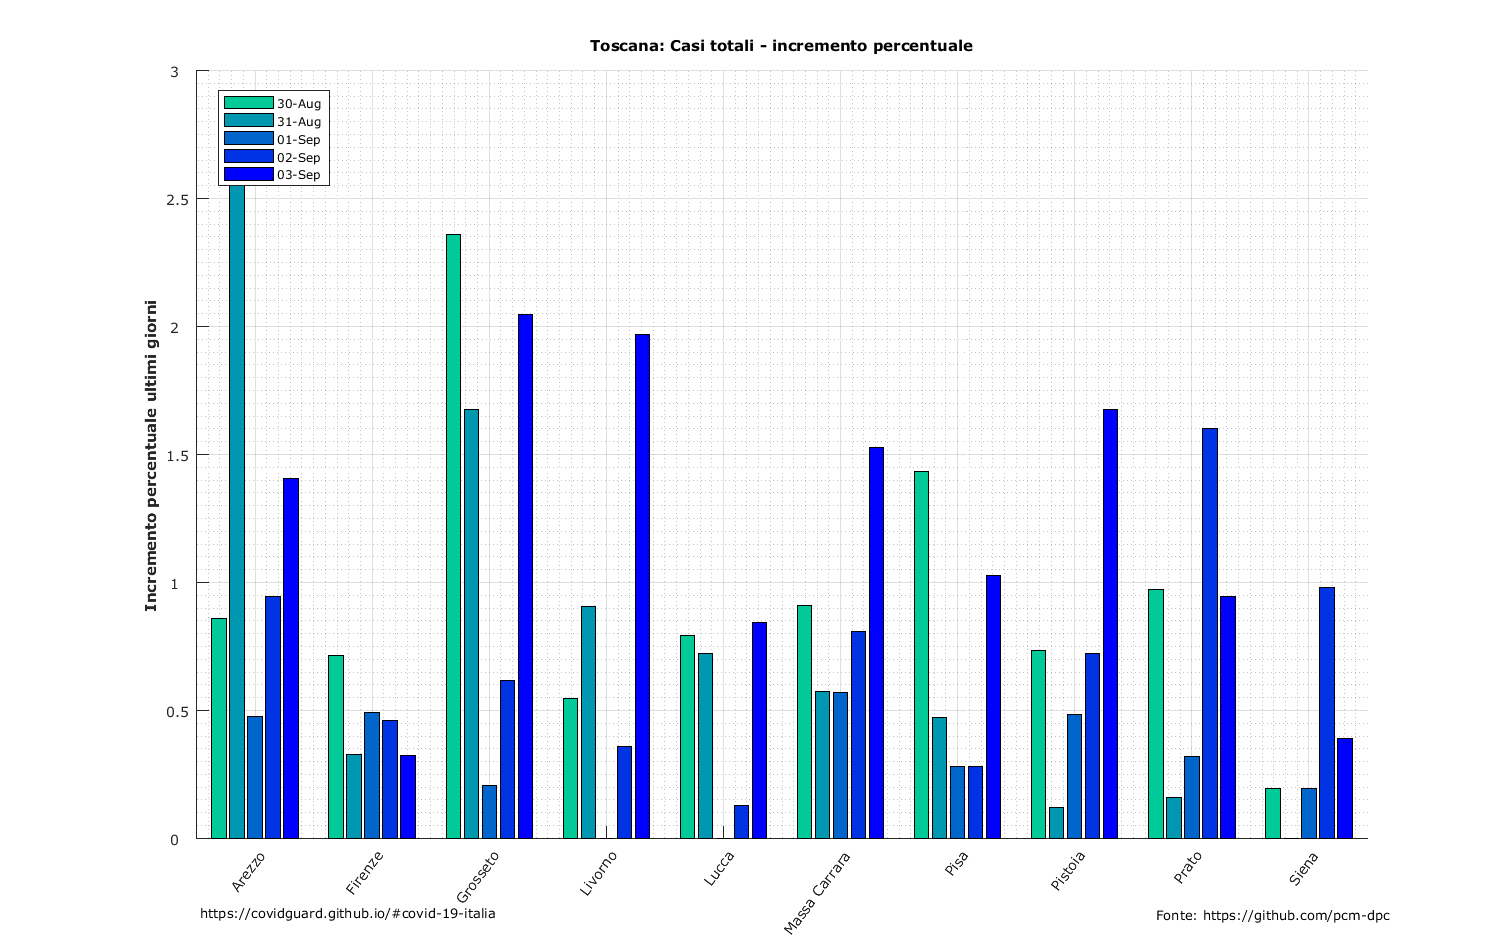 Toscana: Casi totali - incremento percentuale
3
2.5
2
1.5
1
0.5
0
Incremento percentuale ultimi giorni
30-Aug
31-Aug
01-Sep
02-Sep
03-Sep
Arezzo
Firenze
Grosseto
Livorno
Lucca
Massa Carrara
Pisa
Pistoia
Prato
Siena
https://covidguard.github.io/#covid-19-italia
Fonte: https://github.com/pcm-dpc